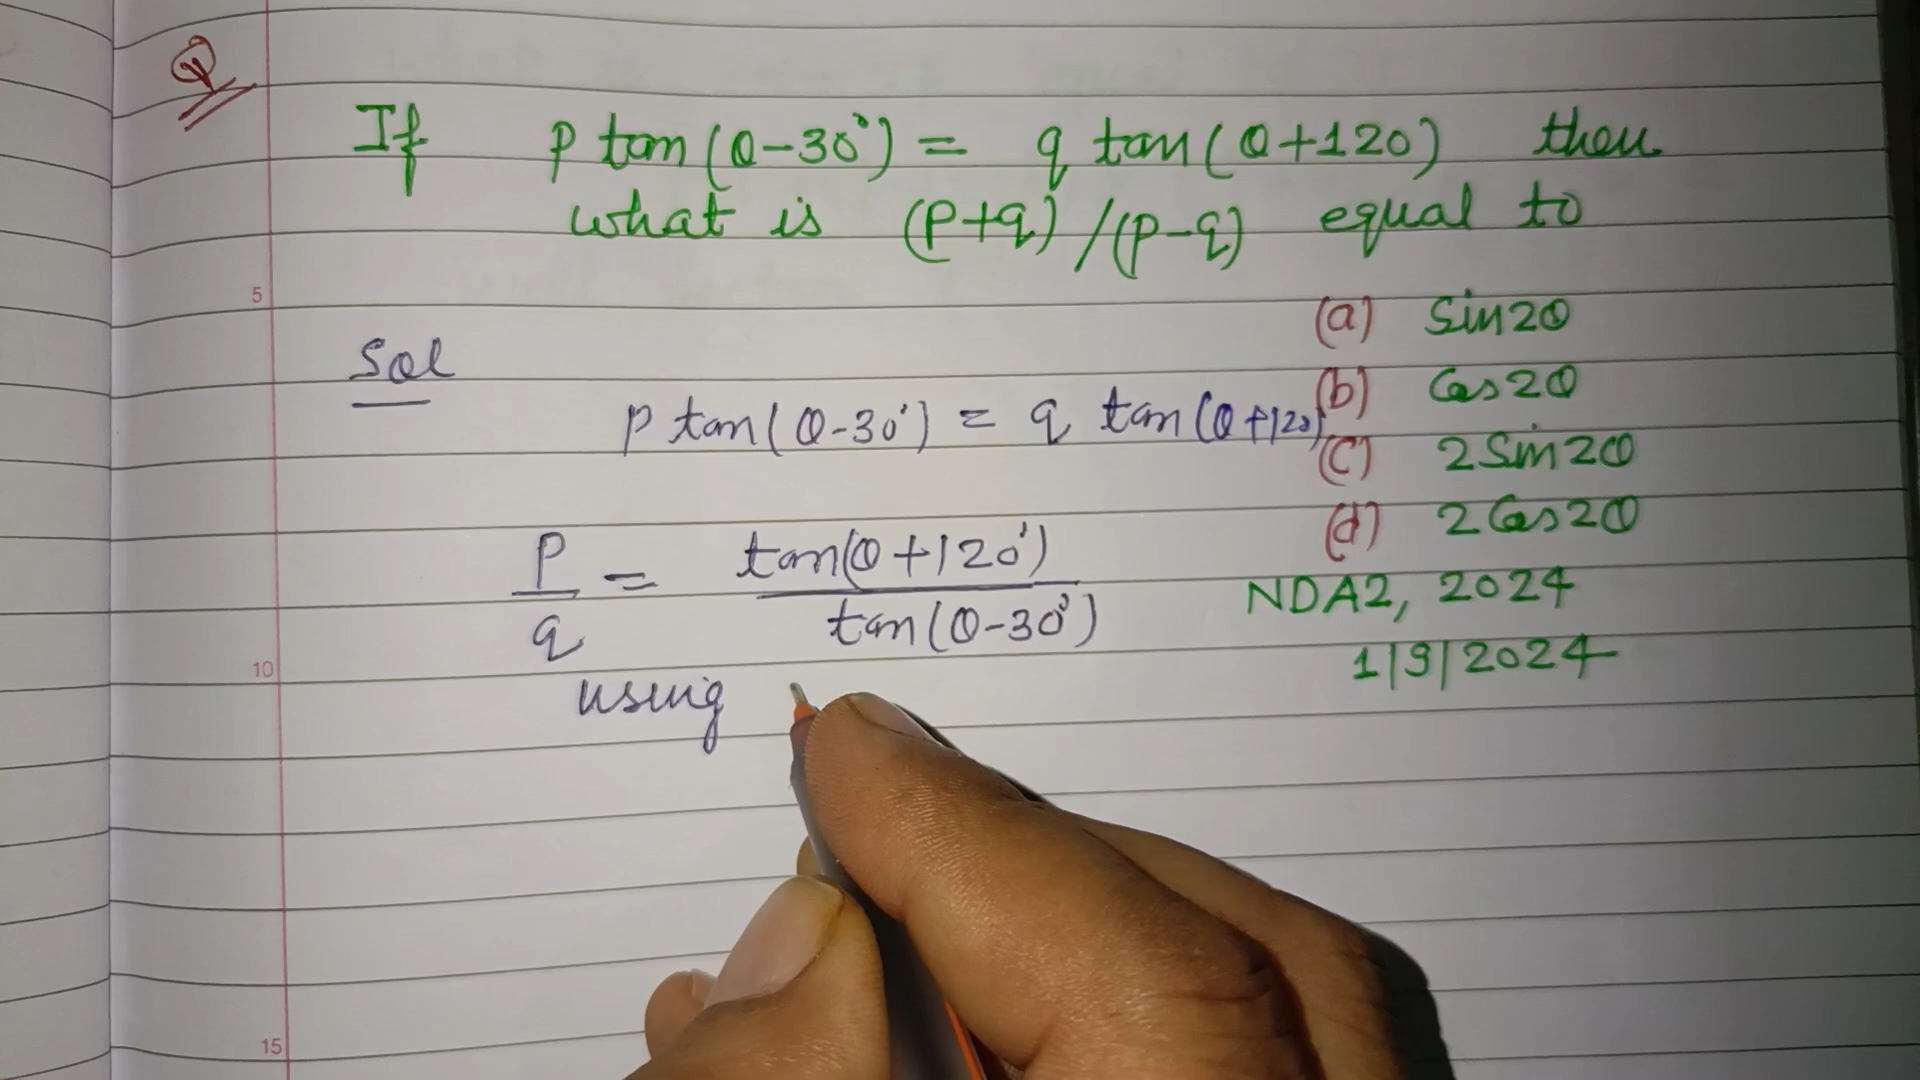 Q
If p tan(θ-30°) = q tan(θ+120) then
what is (P+q)/(P-q) equal to
5
(a) Sin2θ
Sol
(b) Cos2θ
p tan(θ-30°) = q tan(θ+120)
(c) 2Sin2θ
(d) 2Cos2θ
P/q = tan(θ+120°)/tan(θ-30°)
NDA2, 2024
10
1/9/2024
using
15